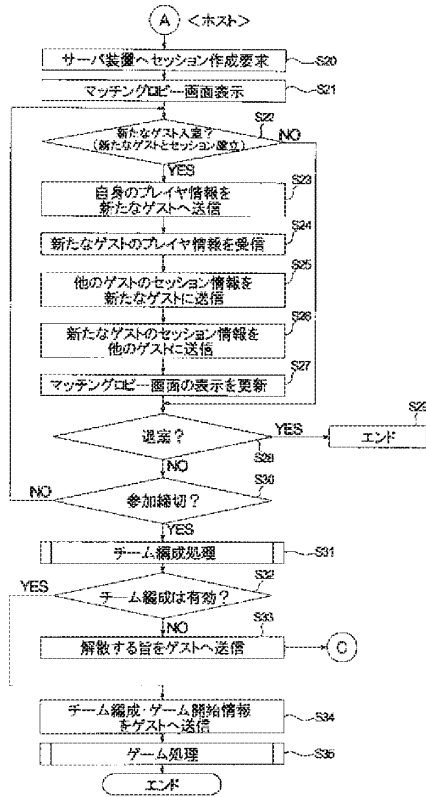 A <ホスト>
サーバ装置へセッション作成要求 S20
マッチングロビー画面表示 S21
新たなゲスト入室？
(新たなゲストとセッション確立) S22
NO
YES
自身のプレイヤ情報を
新たなゲストへ送信 S23
新たなゲストのプレイヤ情報を受信 S24
他のゲストのセッション情報を
新たなゲストに送信 S25
新たなゲストのセッション情報を
他のゲストに送信 S26
マッチングロビー画面の表示を更新 S27
退室？ S28
YES
エンド S29
NO
参加締切？ S30
NO
YES
チーム編成処理 S31
チーム編成は有効？ S32
YES
NO
解散する旨をゲストへ送信 S33
C
チーム編成・ゲーム開始情報
をゲストへ送信 S34
ゲーム処理 S35
エンド